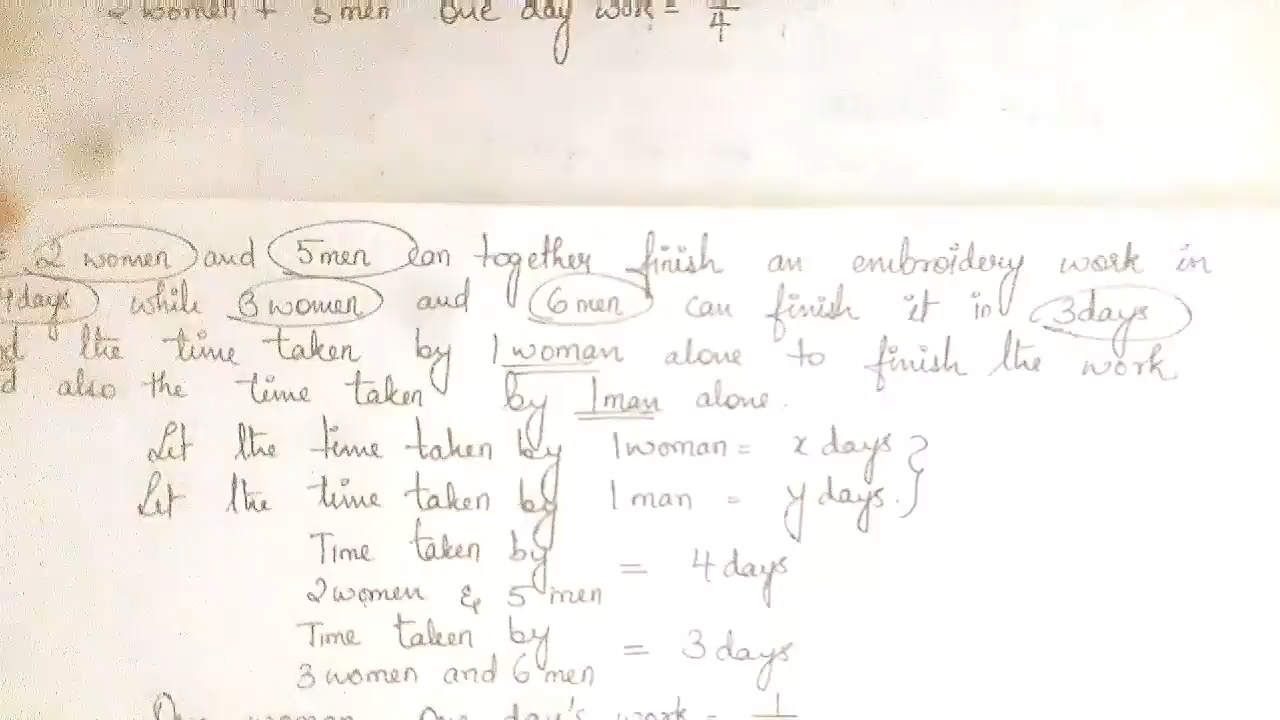 2 women + 5 men One day work = 1/4
2 women and 5 men can together finish an embroidery work in
4 days while 3 women and 6 men can finish it in 3 days
the time taken by 1 woman alone to finish the work
also the time taken by 1 man alone.
Let the time taken by 1 woman = x days
Let the time taken by 1 man = y days.
Time taken by
2 women & 5 men = 4 days
Time taken by
3 women and 6 men = 3 days
One woman One day's work = 1